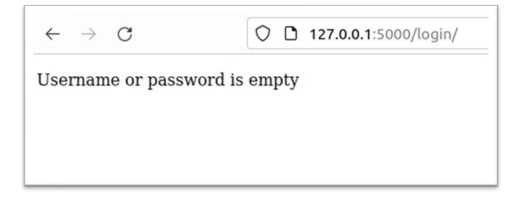 127.0.0.1:5000/login/
Username or password is empty